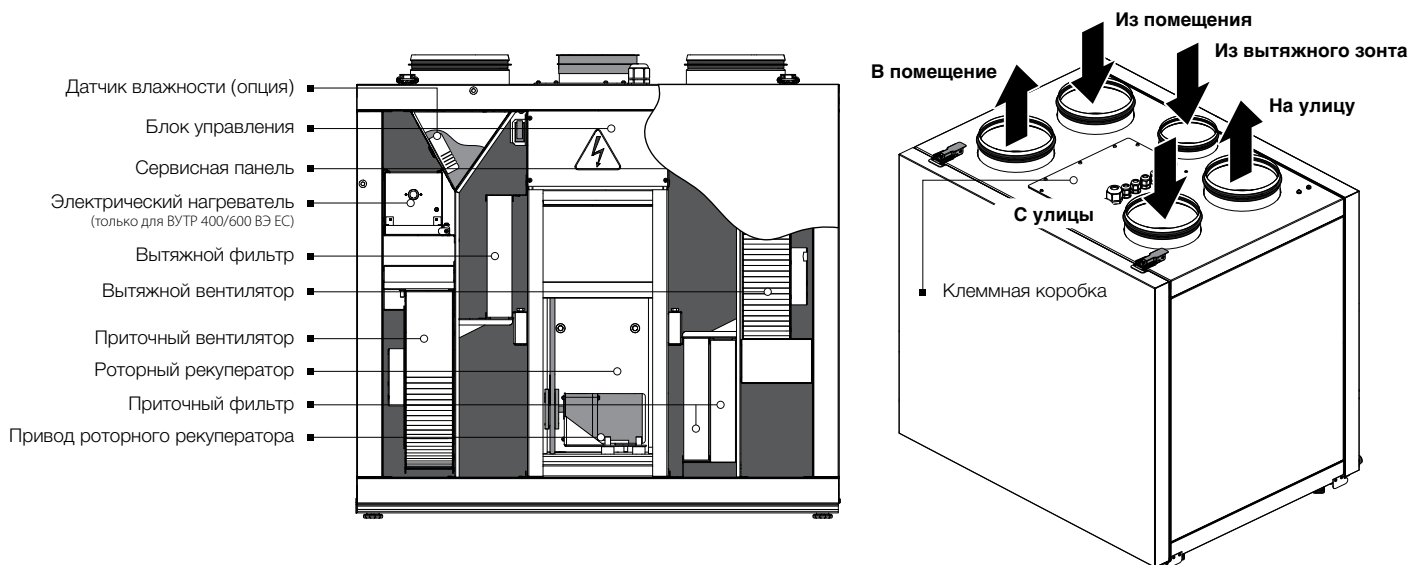 Датчик влажности (опция)
Блок управления
Сервисная панель
Электрический нагреватель
(только для ВУТР 400/600 ВЭ ЕС)
Вытяжной фильтр
Вытяжной вентилятор
Приточный вентилятор
Роторный рекуператор
Приточный фильтр
Привод роторного рекуператора
Из помещения
Из вытяжного зонта
В помещение
На улицу
С улицы
Клеммная коробка